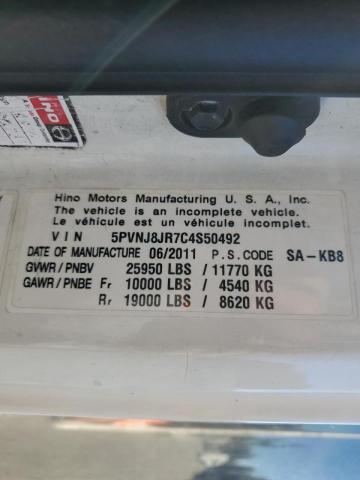 HINO
Hino Motors Manufacturing U. S. A., Inc.
The vehicle is an incomplete vehicle.
Le véhicule est un véhicule incomplet.
VIN 5PVNJ8JR7C4S50492
DATE OF MANUFACTURE 06/2011 P.S.CODE SA-KB8
GVWR/PNBV 25950 LBS / 11770 KG
GAWR/PNBE Fr 10000 LBS / 4540 KG
Rr 19000 LBS / 8620 KG